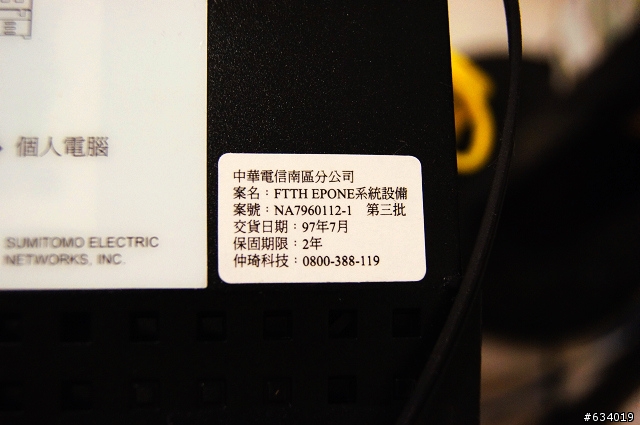 個人電腦
SUMITOMO ELECTRIC
NETWORKS, INC.
中華電信南區分公司
案名：FTTH EPONE系統設備
案號：NA7960112-1 第三批
交貨日期：97年7月
保固期限：2年
仲琦科技：0800-388-119
#634019